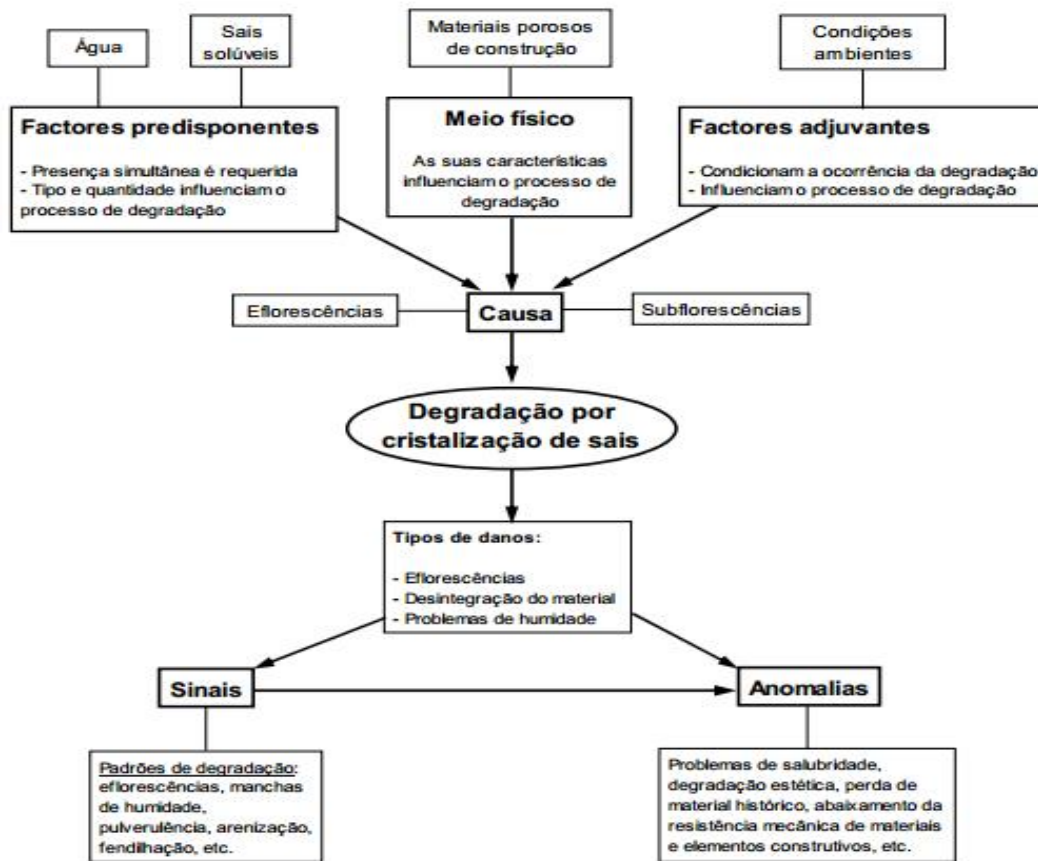 Água
Sais
solúveis
Materiais porosos
de construção
Condições
ambientes
Factores predisponentes
- Presença simultânea é requerida
- Tipo e quantidade influenciam o
processo de degradação
Meio físico
As suas características
influenciam o processo de
degradação
Factores adjuvantes
- Condicionam a ocorrência da degradação
- Influenciam o processo de degradação
Eflorescências
Causa
Subflorescências
Degradação por
cristalização de sais
Tipos de danos:
- Eflorescências
- Desintegração do material
- Problemas de humidade
Sinais
Anomalias
Padrões de degradação:
eflorescências, manchas
de humidade,
pulverulência, arenização,
fendilhação, etc.
Problemas de salubridade,
degradação estética, perda de
material histórico, abaixamento da
resistência mecânica de materiais
e elementos construtivos, etc.